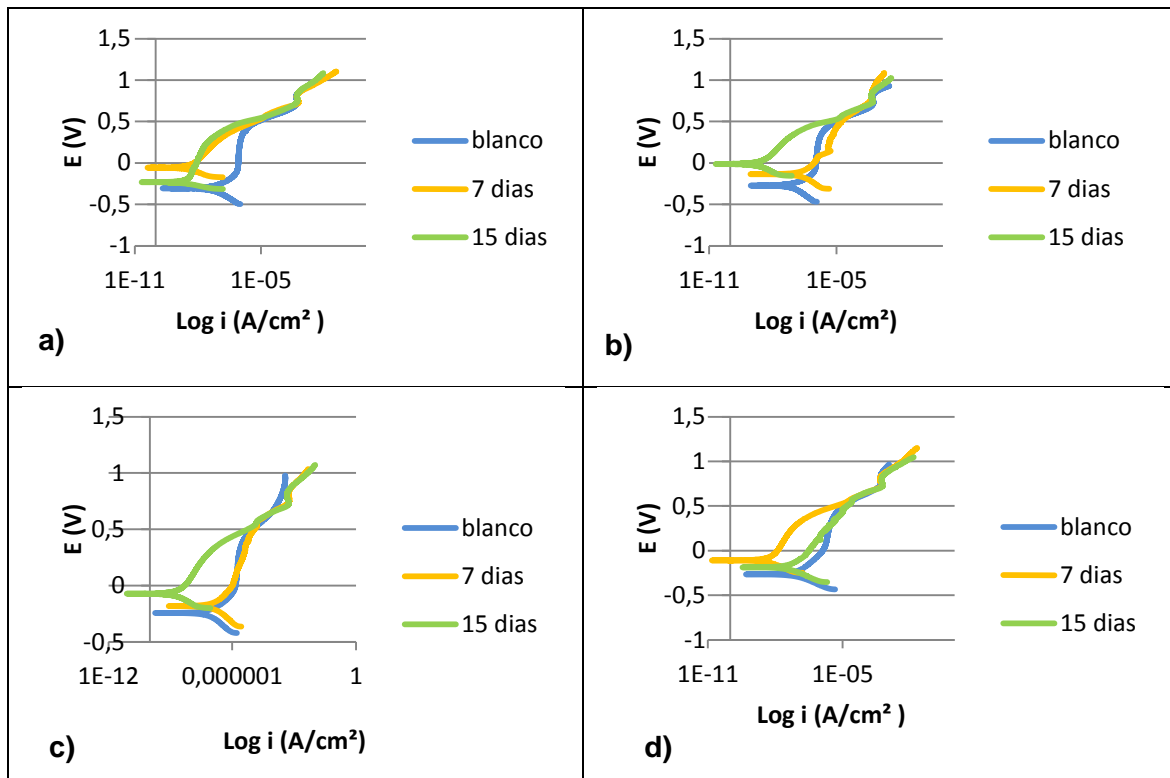 1,5
1
0,5
0
-0,5
-1
E (V)
1E-11
1E-05
Log i (A/cm² )
blanco
7 dias
15 dias
a)
1,5
1
0,5
0
-0,5
-1
E (V)
1E-11
1E-05
Log i (A/cm²)
blanco
7 dias
15 dias
b)
1,5
1
0,5
0
-0,5
E (V)
1E-12
0,000001
1
Log i (A/cm²)
blanco
7 dias
15 dias
c)
1,5
1
0,5
0
-0,5
-1
E (V)
1E-11
1E-05
Log i (A/cm² )
blanco
7 dias
15 dias
d)